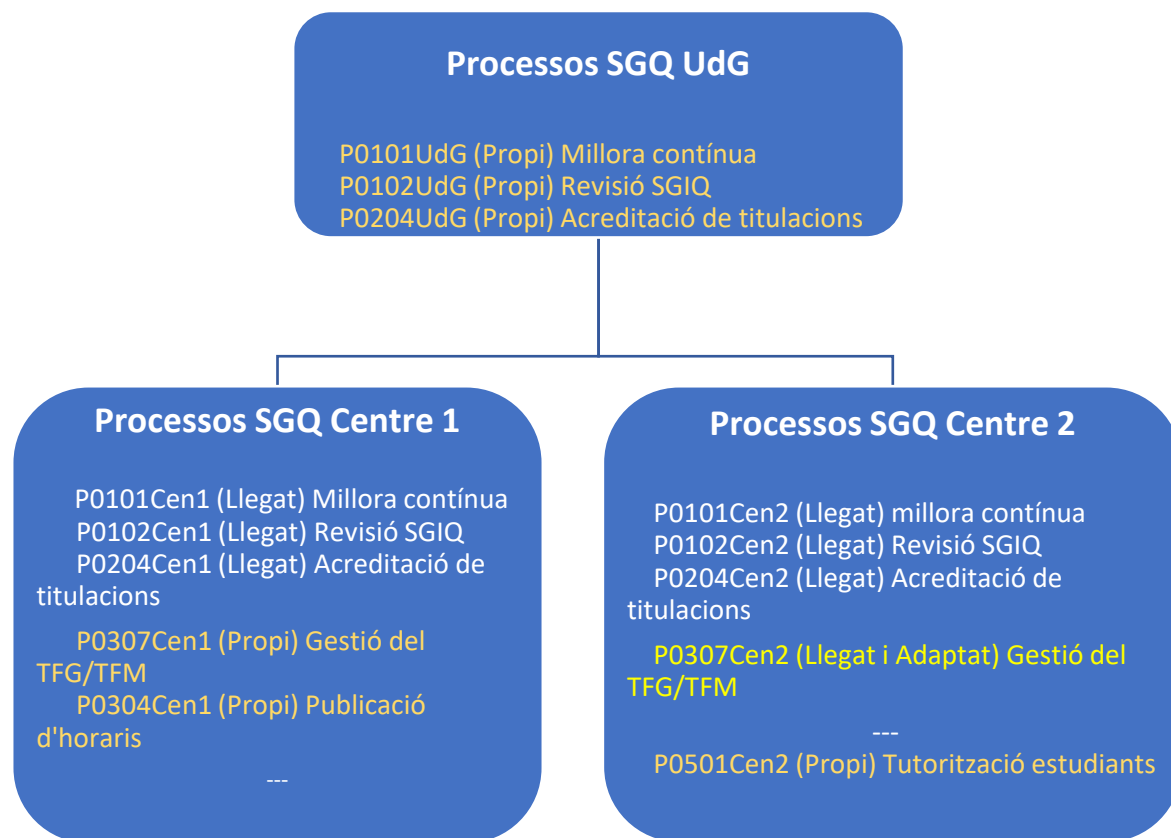 Processos SGQ UdG
P0101UdG (Propi) Millora contínua
P0102UdG (Propi) Revisió SGIQ
P0204UdG (Propi) Acreditació de titulacions
Processos SGQ Centre 1
P0101Cen1 (Llegat) Millora contínua
P0102Cen1 (Llegat) Revisió SGIQ
P0204Cen1 (Llegat) Acreditació de
titulacions
P0307Cen1 (Propi) Gestió del
TFG/TFM
P0304Cen1 (Propi) Publicació
d'horaris
---
Processos SGQ Centre 2
P0101Cen2 (Llegat) millora contínua
P0102Cen2 (Llegat) Revisió SGIQ
P0204Cen2 (Llegat) Acreditació de
titulacions
P0307Cen2 (Llegat i Adaptat) Gestió del
TFG/TFM
---
P0501Cen2 (Propi) Tutorització estudiants